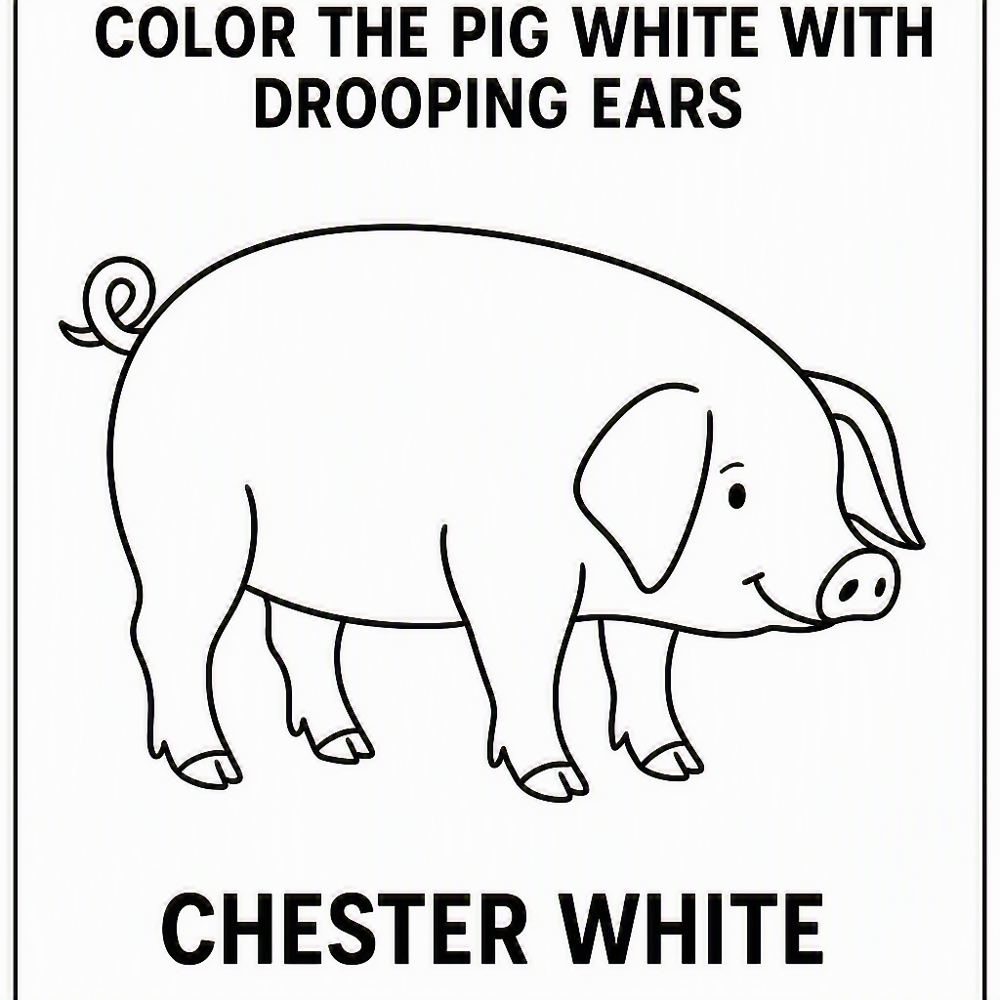 COLOR THE PIG WHITE WITH
DROOPING EARS
CHESTER WHITE